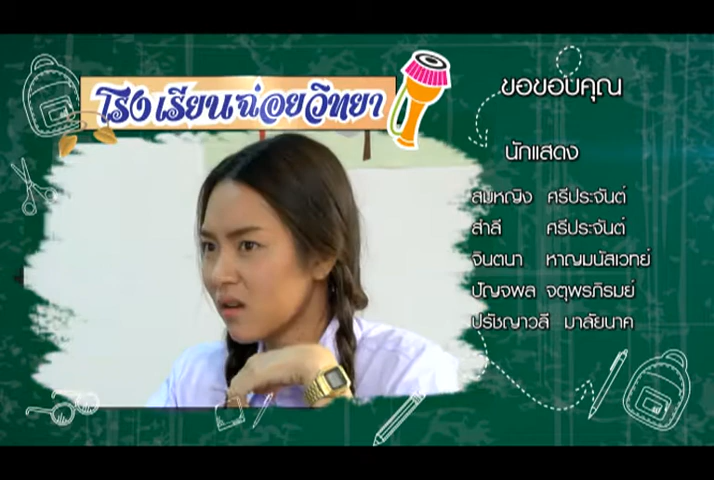 โรงเรียนฉ่อยวิทยา
ขอขอบคุณ
นักแสดง
สมหญิง ศรีประจันต์
สำลี ศรีประจันต์
จินตนา หาญมนัสเวทย์
ปัญจพล จตุพรภิรมย์
ปรัชญาวลี มาลัยนาค